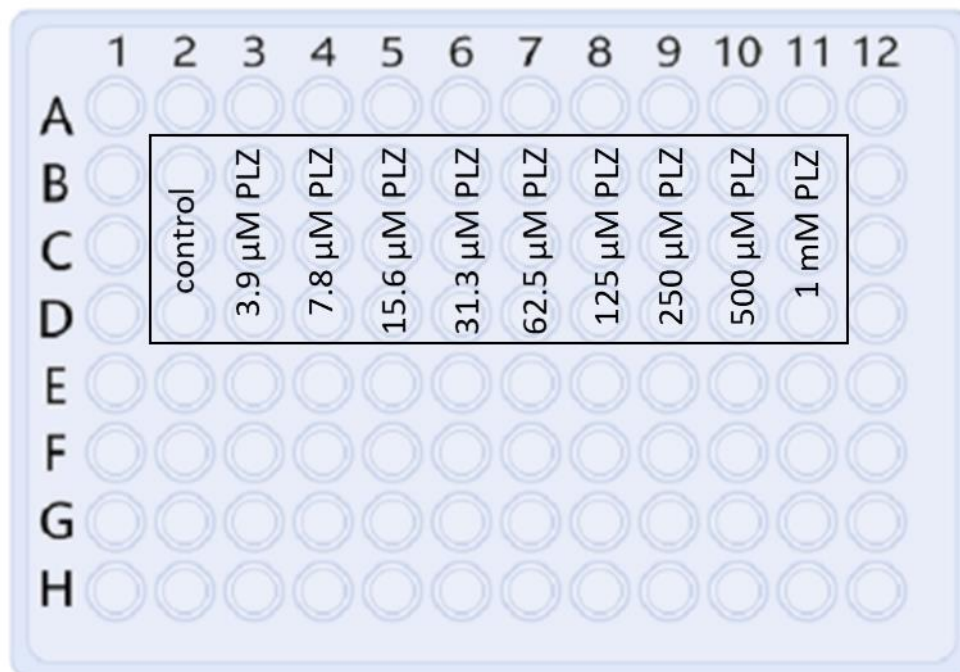 1 2 3 4 5 6 7 8 9 10 11 12
A
B
C
D
E
F
G
H
control
3.9 µM PLZ
7.8 µM PLZ
15.6 µM PLZ
31.3 µM PLZ
62.5 µM PLZ
125 µM PLZ
250 µM PLZ
500 µM PLZ
1 mM PLZ